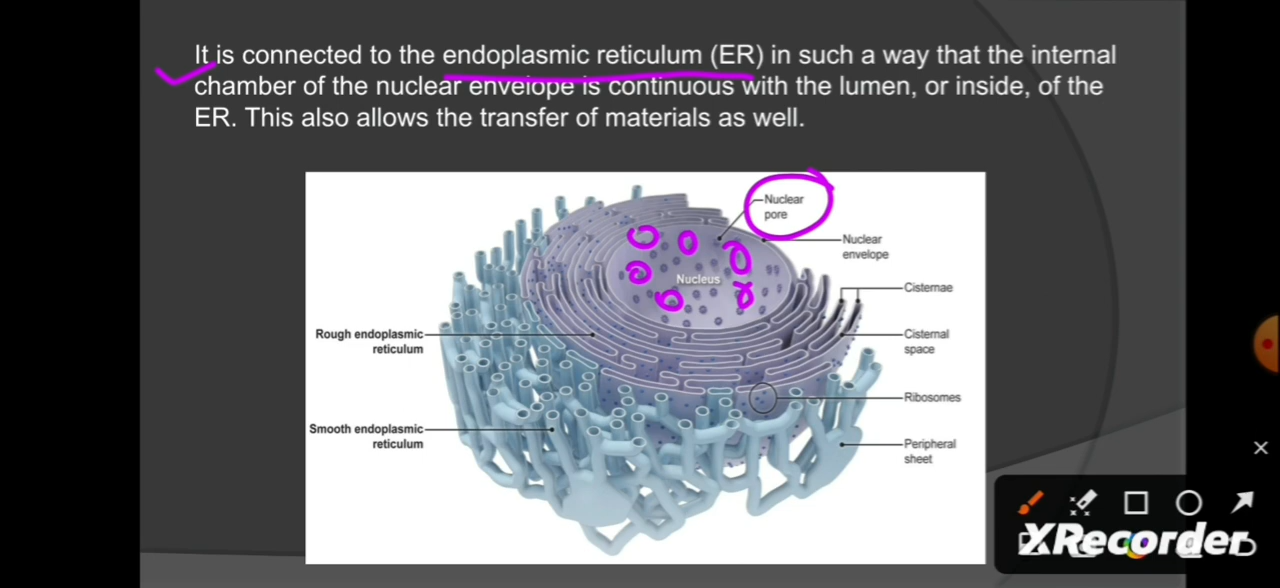 It is connected to the endoplasmic reticulum (ER) in such a way that the internal
chamber of the nuclear envelope is continuous with the lumen, or inside, of the
ER. This also allows the transfer of materials as well.
Nuclear
pore
Nuclear
envelope
Nucleus
Cisternae
Rough endoplasmic
reticulum
Cisternal
space
Ribosomes
Smooth endoplasmic
reticulum
Peripheral
sheet
XRecorder